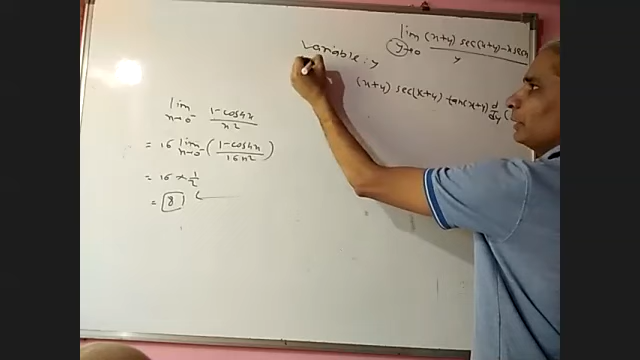 lim x→0⁻ (1-cos4x)/x²
= 16 lim x→0⁻ ((1-cos4x)/16x²)
= 16 × 1/2
= 8
lim y→0 ((x+y) sec(x+y) - x sec x)/y
Variable : y
(x+y) sec(x+y) tan(x+y) d/dy (